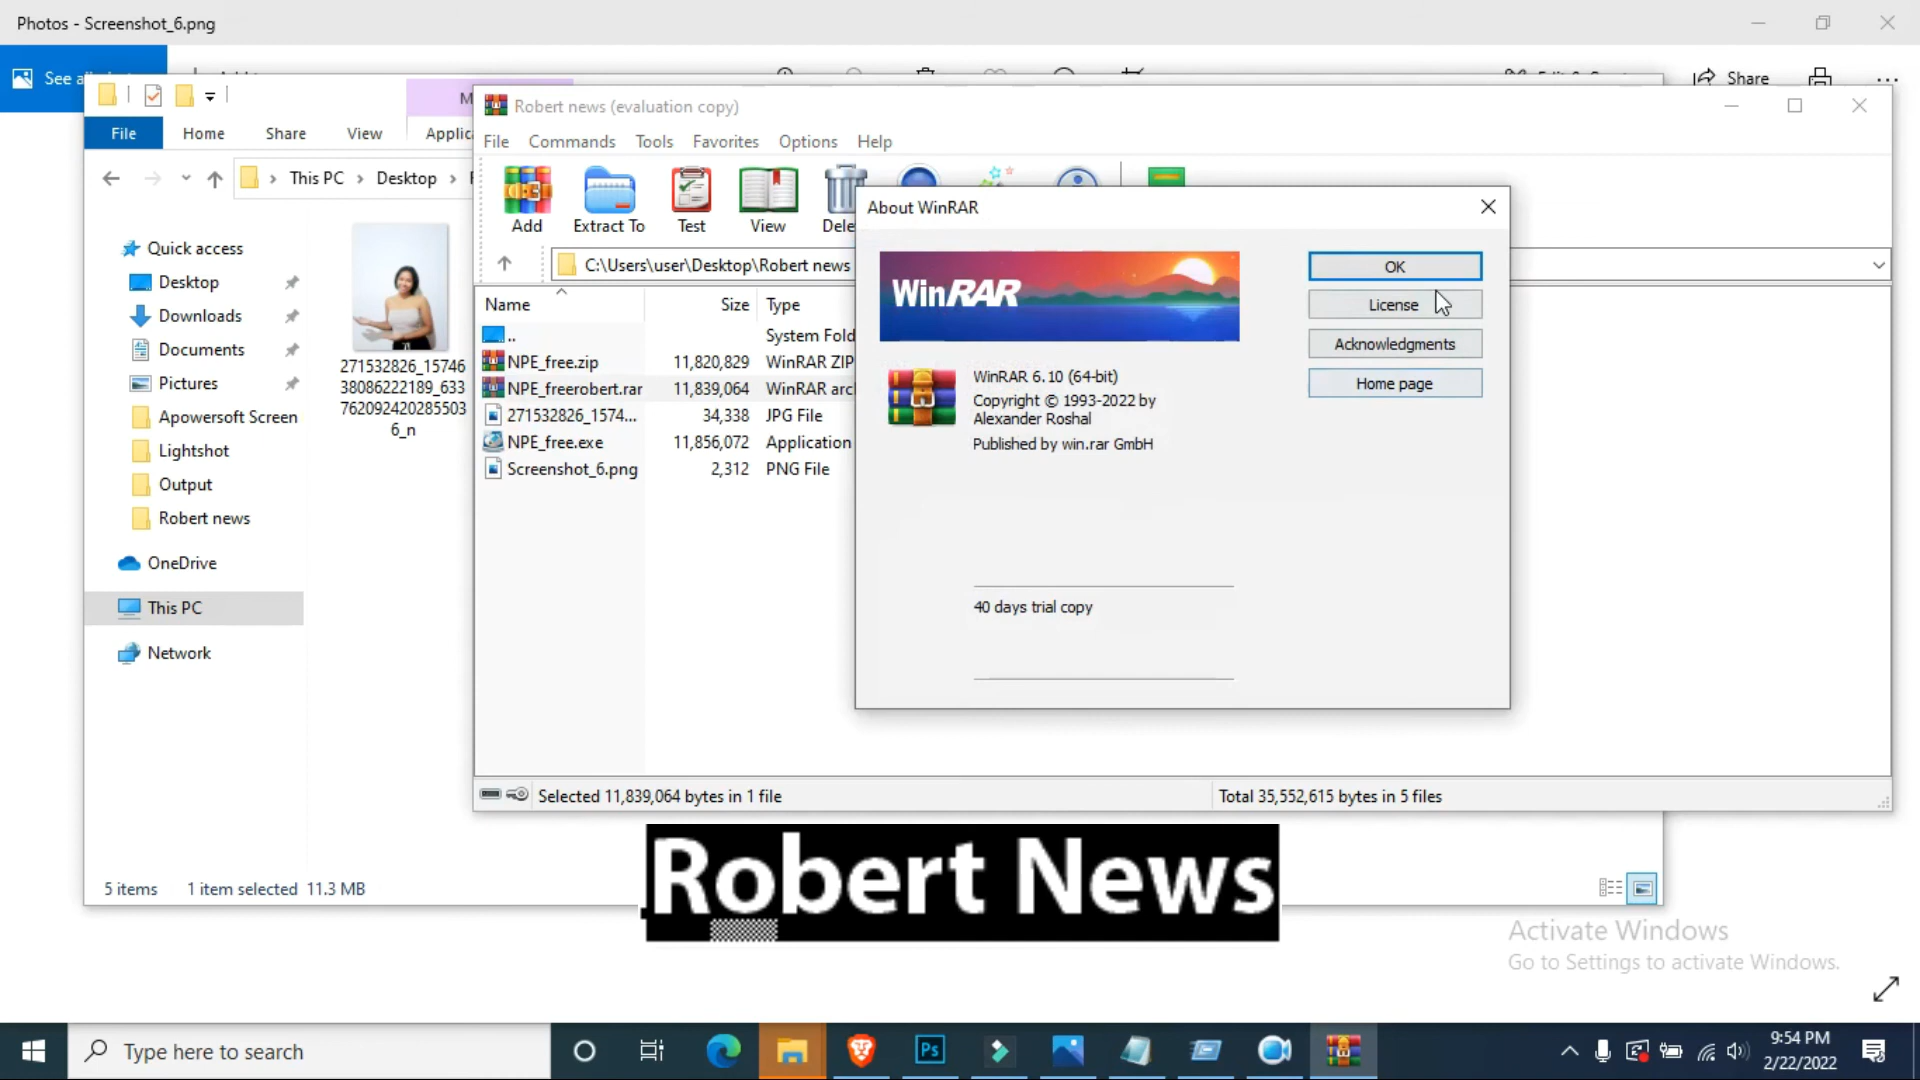 Photos - Screenshot_6.png
See a
Share
File
Home
Share
View
Applic
This PC
Desktop
Quick access
Desktop
Downloads
Documents
Pictures
Apowersoft Screen
Lightshot
Output
Robert news
OneDrive
This PC
Network
271532826_15746
38086222189_633
762092420285503
6_n
5 items
1 item selected 11.3 MB
Robert news (evaluation copy)
File Commands Tools Favorites Options Help
Add
Extract To
Test
View
Dele
C:\Users\user\Desktop\Robert news
Name Size Type
.. System Fold
NPE_free.zip 11,820,829 WinRAR ZIP
NPE_freerobert.rar 11,839,064 WinRAR arc
271532826_1574... 34,338 JPG File
NPE_free.exe 11,856,072 Application
Screenshot_6.png 2,312 PNG File
Selected 11,839,064 bytes in 1 file
Total 35,552,615 bytes in 5 files
About WinRAR
WinRAR
WinRAR 6.10 (64-bit)
Copyright © 1993-2022 by
Alexander Roshal
Published by win.rar GmbH
40 days trial copy
OK
License
Acknowledgments
Home page
Robert News
Activate Windows
Go to Settings to activate Windows.
Type here to search
Ps
9:54 PM
2/22/2022